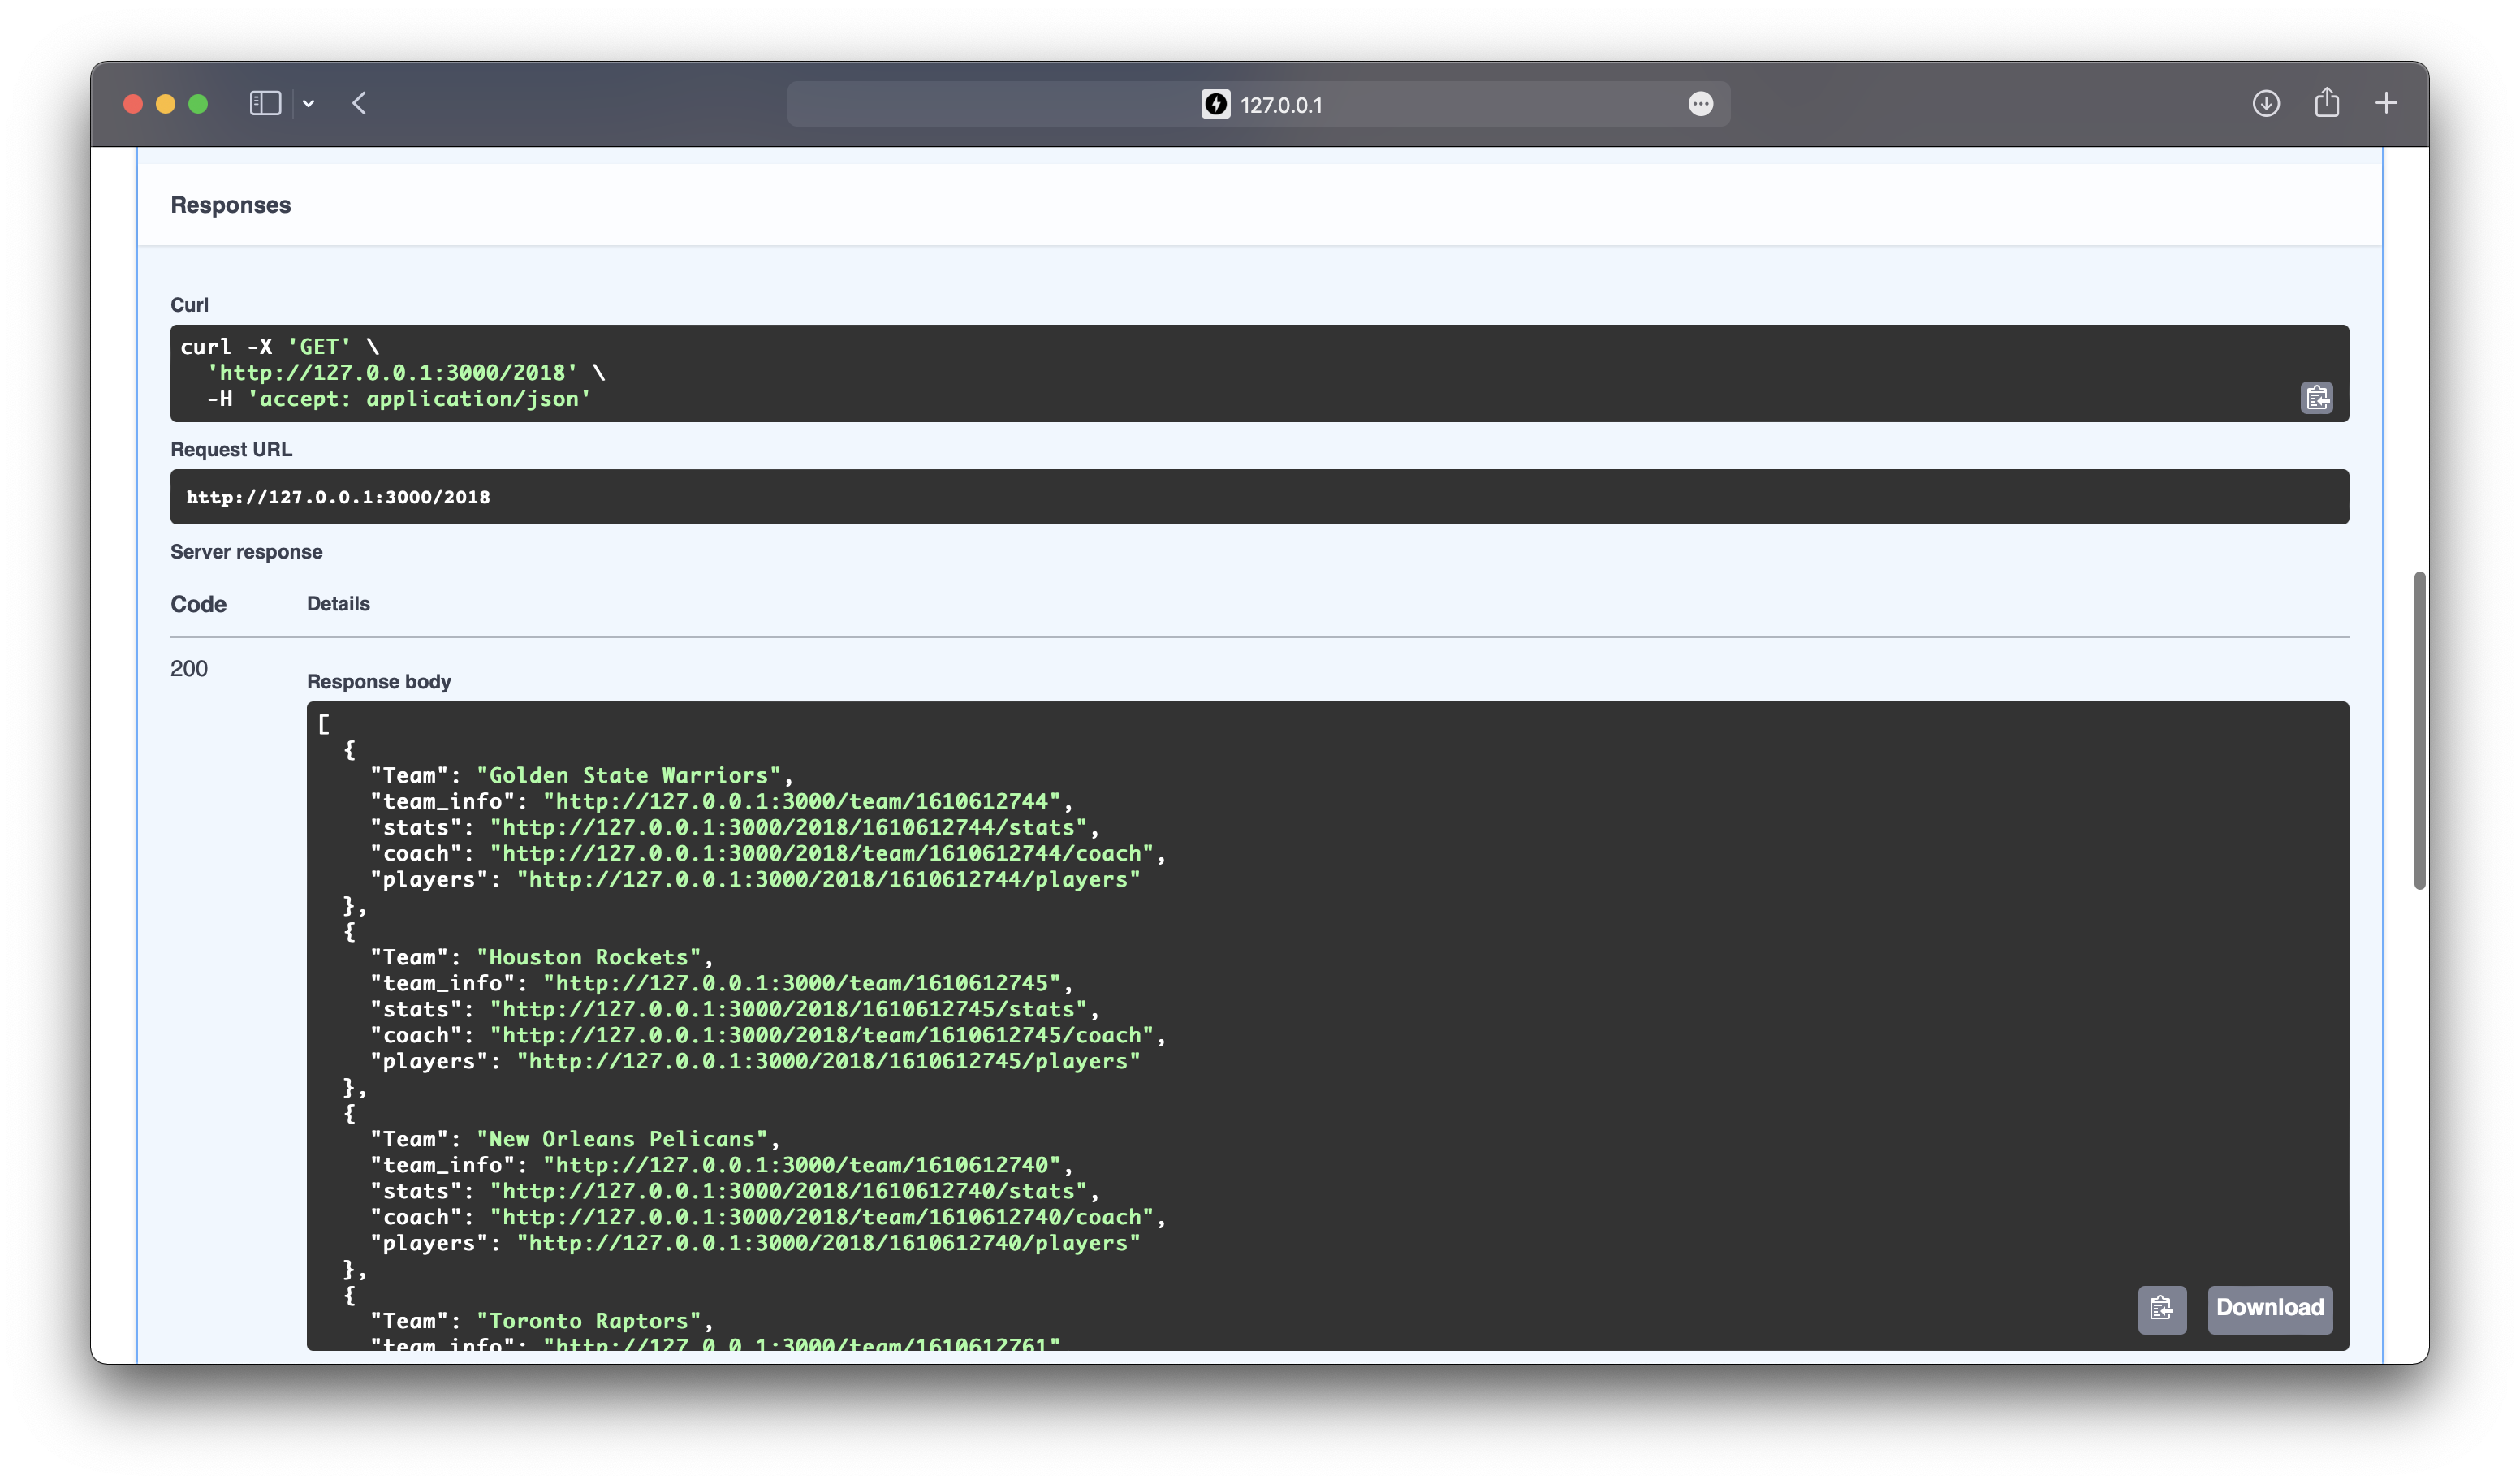 127.0.0.1
Responses
Curl
curl -X 'GET' \
  'http://127.0.0.1:3000/2018' \
  -H 'accept: application/json'
Request URL
http://127.0.0.1:3000/2018
Server response
Code Details
200
Response body
[
  {
    "Team": "Golden State Warriors",
    "team_info": "http://127.0.0.1:3000/team/1610612744",
    "stats": "http://127.0.0.1:3000/2018/1610612744/stats",
    "coach": "http://127.0.0.1:3000/2018/team/1610612744/coach",
    "players": "http://127.0.0.1:3000/2018/1610612744/players"
  },
  {
    "Team": "Houston Rockets",
    "team_info": "http://127.0.0.1:3000/team/1610612745",
    "stats": "http://127.0.0.1:3000/2018/1610612745/stats",
    "coach": "http://127.0.0.1:3000/2018/team/1610612745/coach",
    "players": "http://127.0.0.1:3000/2018/1610612745/players"
  },
  {
    "Team": "New Orleans Pelicans",
    "team_info": "http://127.0.0.1:3000/team/1610612740",
    "stats": "http://127.0.0.1:3000/2018/1610612740/stats",
    "coach": "http://127.0.0.1:3000/2018/team/1610612740/coach",
    "players": "http://127.0.0.1:3000/2018/1610612740/players"
  },
  {
    "Team": "Toronto Raptors",
    "team_info": "http://127.0.0.1:3000/team/1610612761"
Download